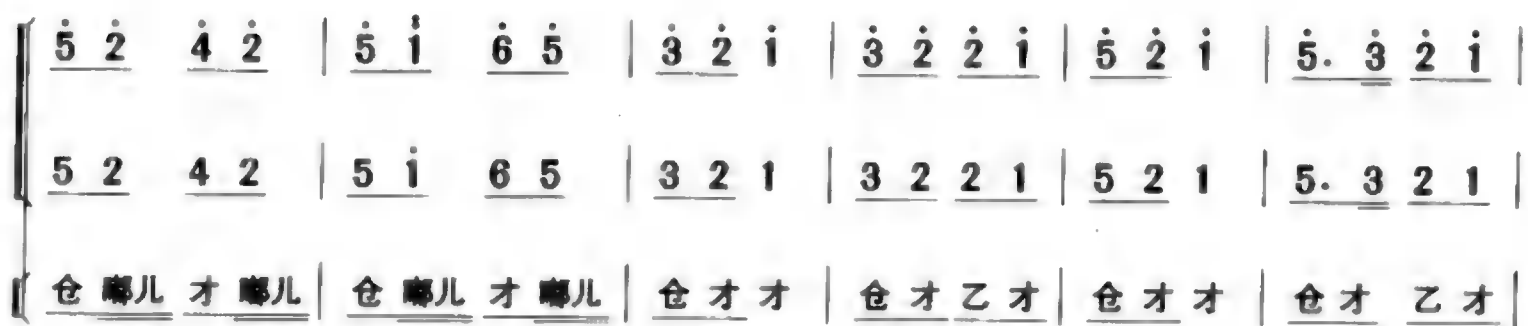 5̇ 2̇ 4̇ 2̇ | 5̇ 1̈ 6̇ 5̇ | 3̇ 2̇ 1̇ | 3̇ 2̇ 2̇ 1̇ | 5̇ 2̇ 1̇ | 5̇. 3̇ 2̇ 1̇ |
5 2 4 2 | 5 1̇ 6 5 | 3 2 1 | 3 2 2 1 | 5 2 1 | 5. 3 2 1 |
仓 嘟儿 才 嘟儿 | 仓 嘟儿 才 嘟儿 | 仓 才 才 | 仓 才 乙 才 | 仓 才 才 | 仓 才 乙 才 |